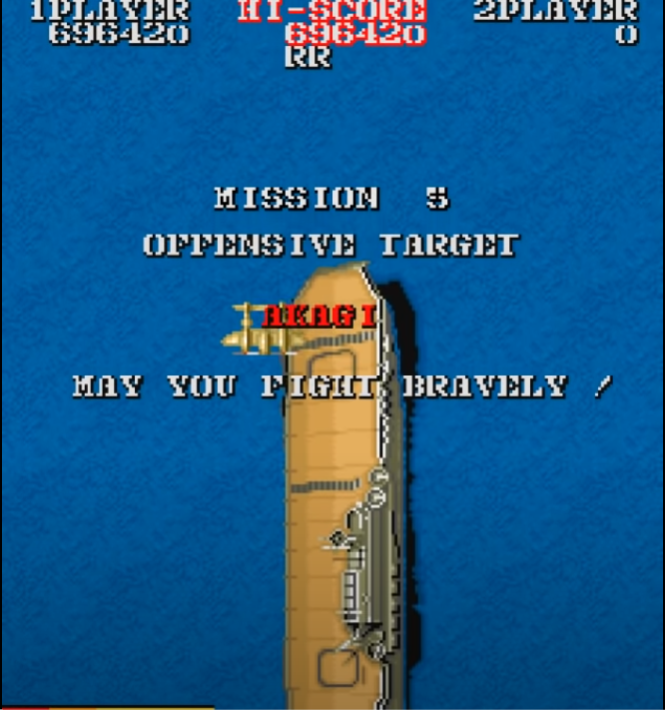 1PLAYER HI-SCORE 2PLAYER
696420 696420 0
RR
MISSION 5
OFFENSIVE TARGET
AKAGI
MAY YOU FIGHT BRAVELY !